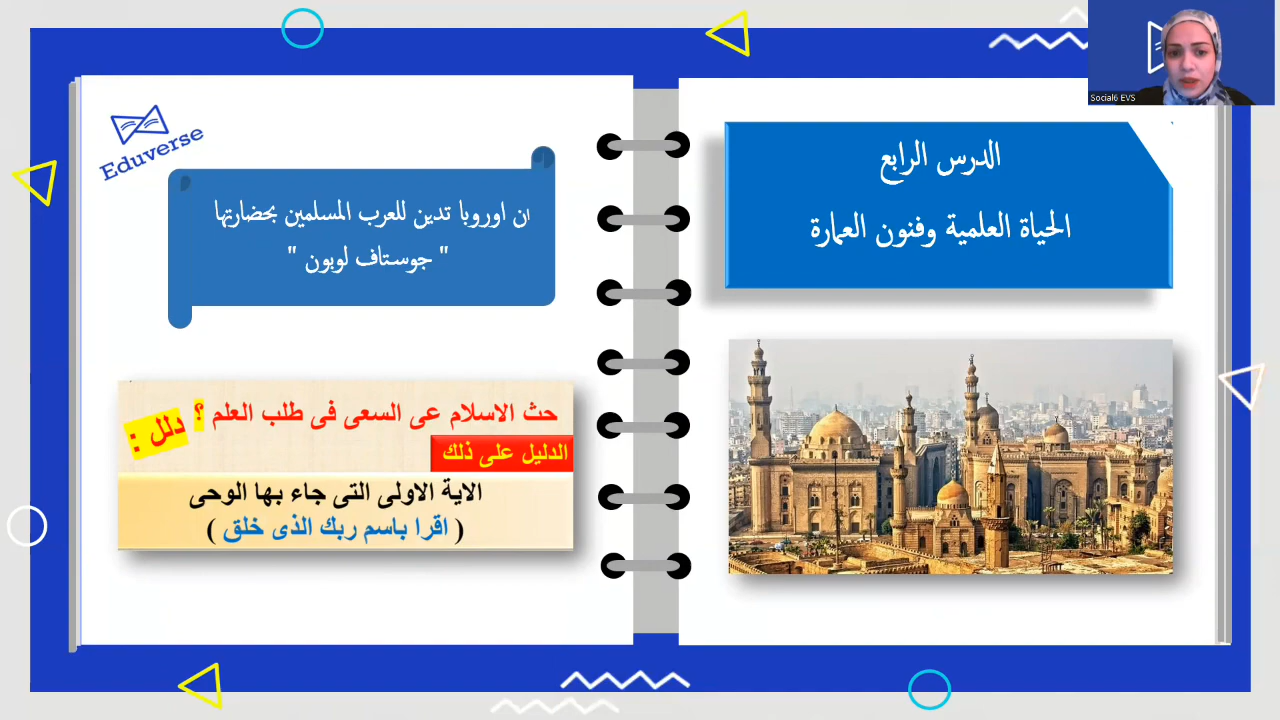 الدرس الرابع
الحياة العلمية وفنون العمارة
Eduverse
ان اوروبا تدين للعرب المسلمين بحضارتها
" جوستاف لوبون "
حث الاسلام عى السعى فى طلب العلم ؟
دلل :
الدليل على ذلك
الاية الاولى التى جاء بها الوحى
( اقرا باسم ربك الذى خلق )
Social6 EVS